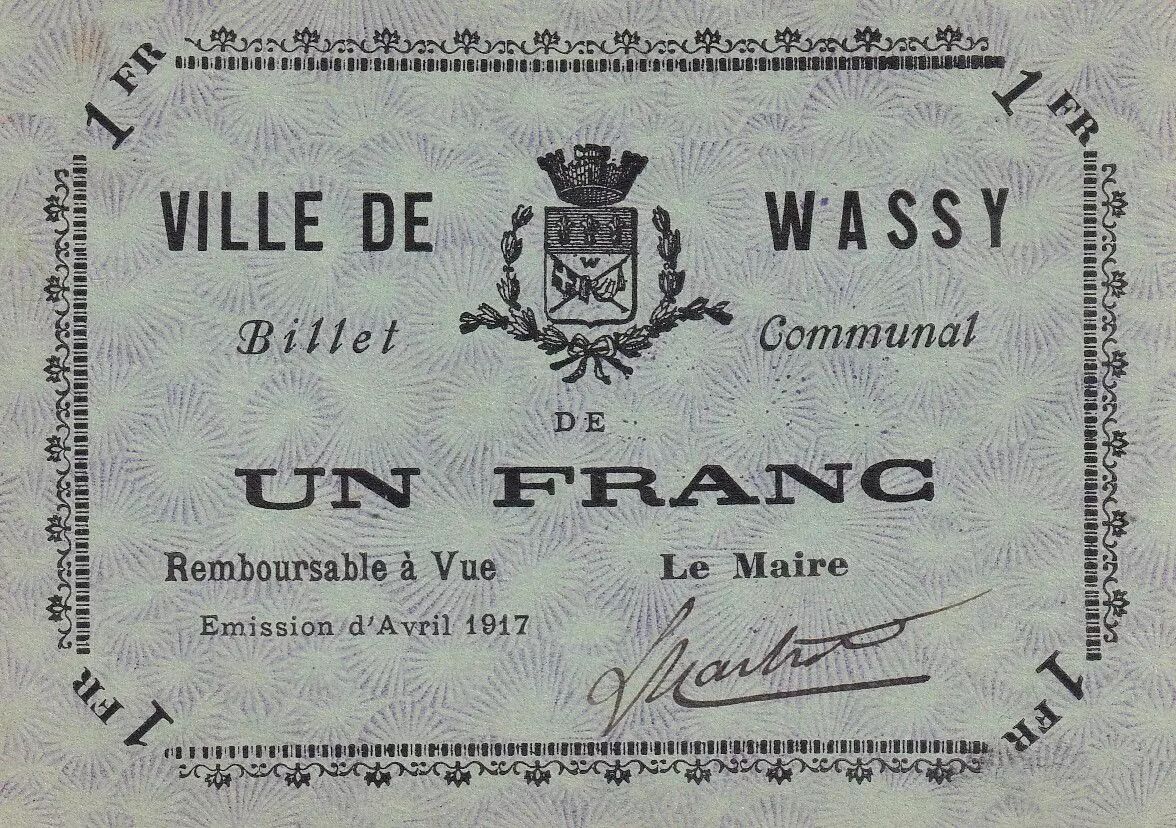 1 FR
1 FR
VILLE DE WASSY
W
Billet Communal
DE
UN FRANC
Remboursable à Vue Le Maire
Emission d'Avril 1917
1 FR
1 FR